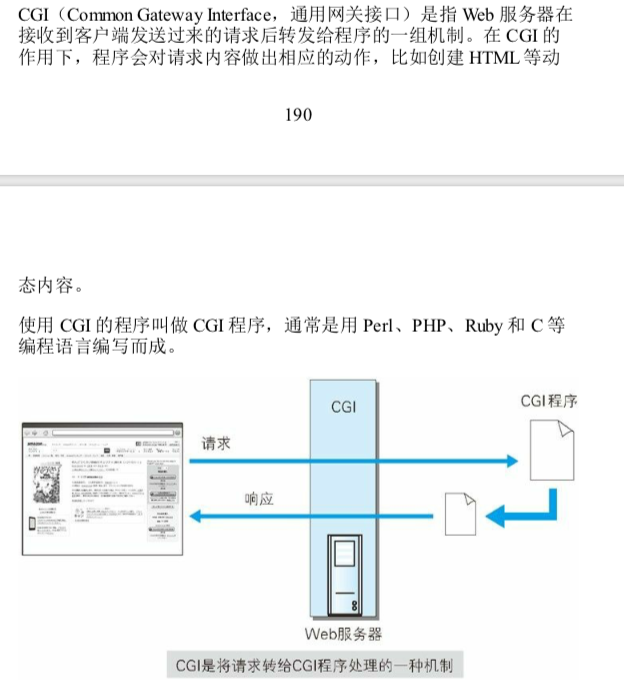 CGI（Common Gateway Interface，通用网关接口）是指 Web 服务器在
接收到客户端发送过来的请求后转发给程序的一组机制。在 CGI 的
作用下，程序会对请求内容做出相应的动作，比如创建 HTML 等动
190
态内容。
使用 CGI 的程序叫做 CGI 程序，通常是用 Perl、PHP、Ruby 和 C 等
编程语言编写而成。
CGI
CGI程序
请求
响应
Web服务器
CGI是将请求转给CGI程序处理的一种机制